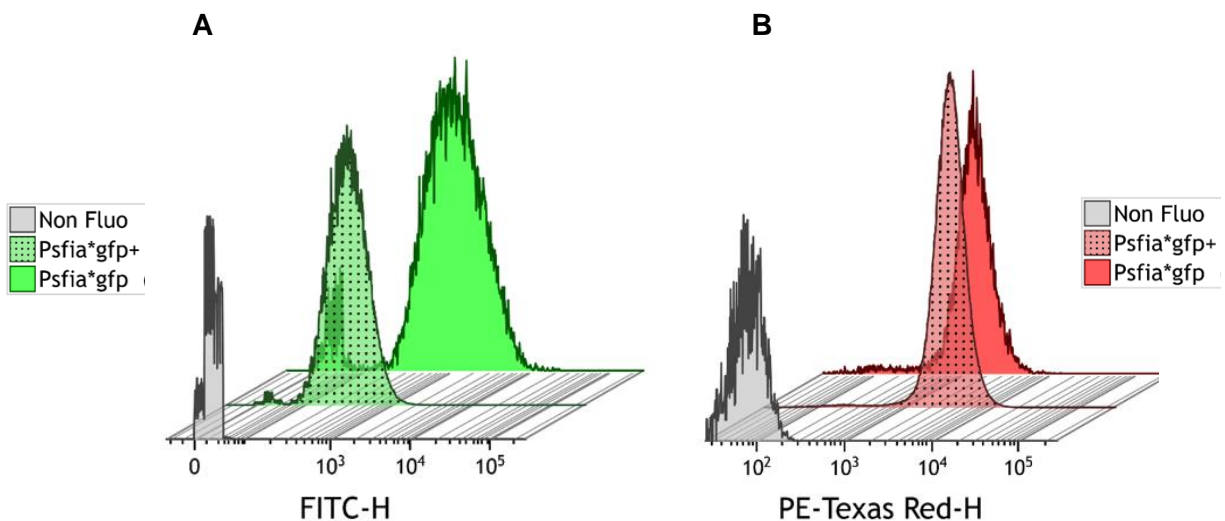 A
B
Non Fluo
Psfia*gfp+
Psfia*gfp
Non Fluo
Psfia*gfp+
Psfia*gfp
0 10³ 10⁴ 10⁵
10² 10³ 10⁴ 10⁵
FITC-H
PE-Texas Red-H